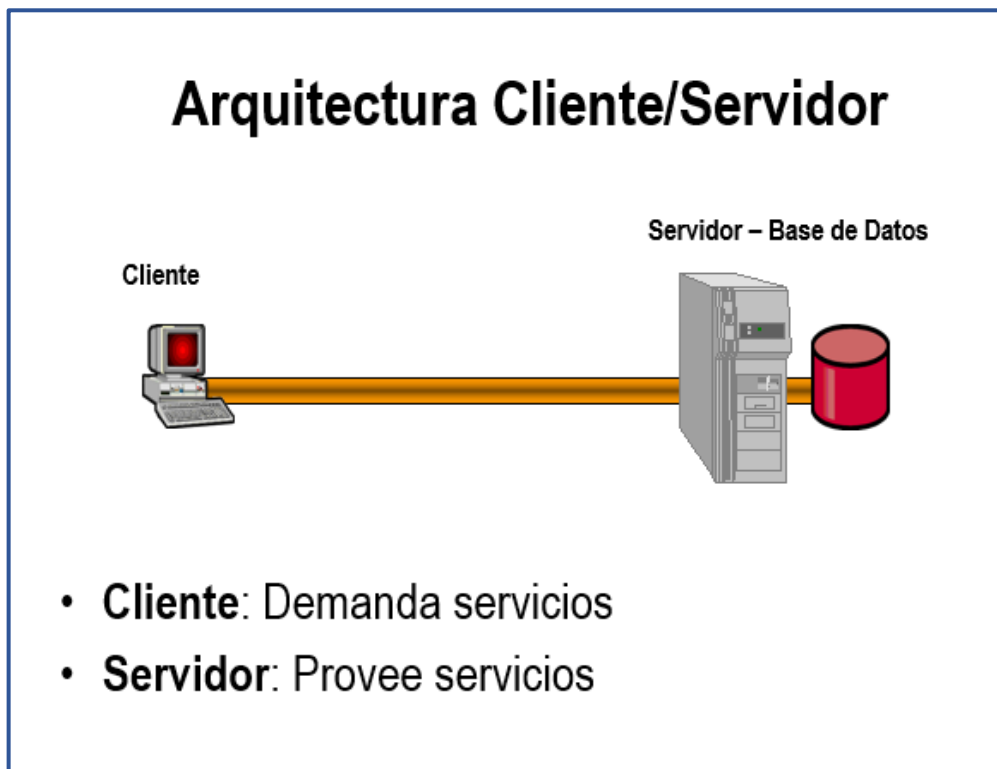 Arquitectura Cliente/Servidor
Servidor – Base de Datos
Cliente
• Cliente: Demanda servicios
• Servidor: Provee servicios